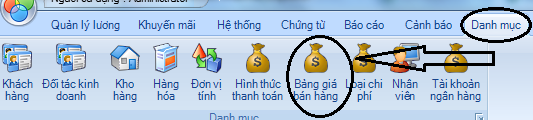 Người sử dụng : Administrator
Quản lý lương Khuyến mãi Hệ thống Chứng từ Báo cáo Cảnh báo Danh mục
Khách hàng
Đối tác kinh doanh
Kho hàng
Hàng hóa
Đơn vị tính
Hình thức thanh toán
Bảng giá bán hàng
Loại chi phí
Nhân viên
Tài khoản ngân hàng
Danh mục